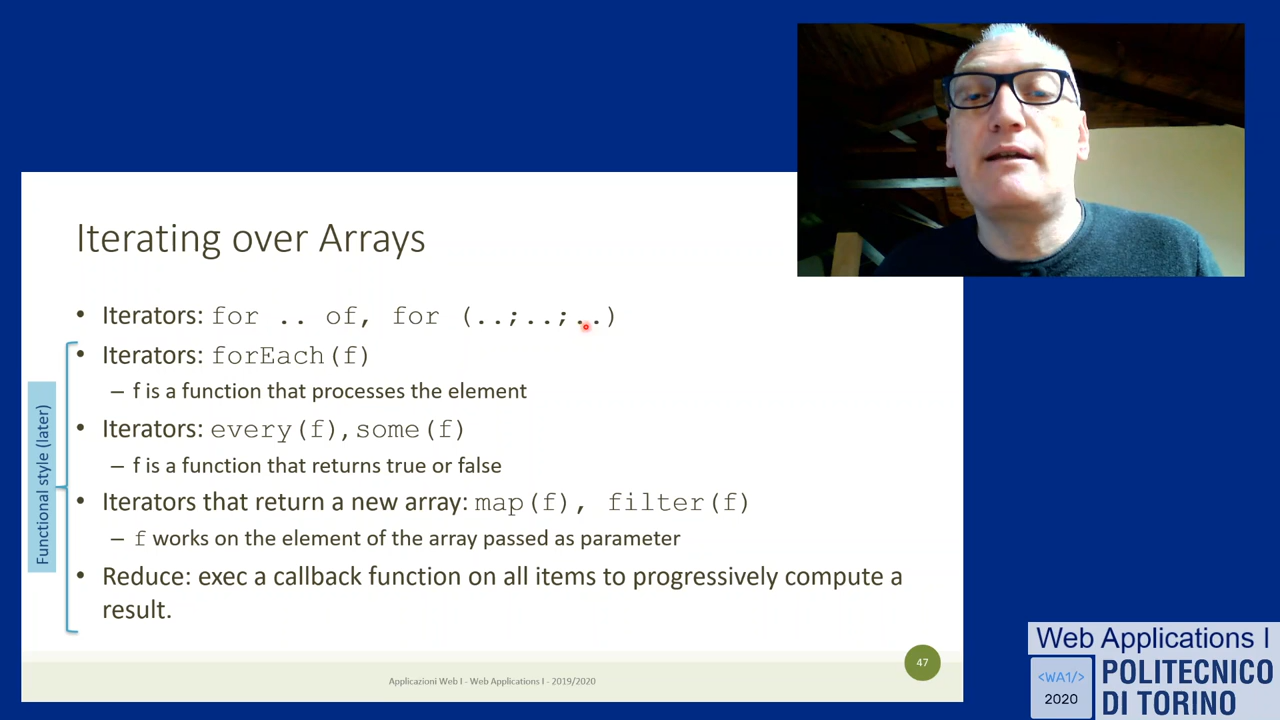 Iterating over Arrays
• Iterators: for .. of, for (..;..;..)
• Iterators: forEach(f)
– f is a function that processes the element
• Iterators: every(f),some(f)
– f is a function that returns true or false
• Iterators that return a new array: map(f), filter(f)
– f works on the element of the array passed as parameter
• Reduce: exec a callback function on all items to progressively compute a
result.
Functional style (later)
47
Applicazioni Web I - Web Applications I - 2019/2020
Web Applications I
<WA1/>
2020
POLITECNICO
DI TORINO